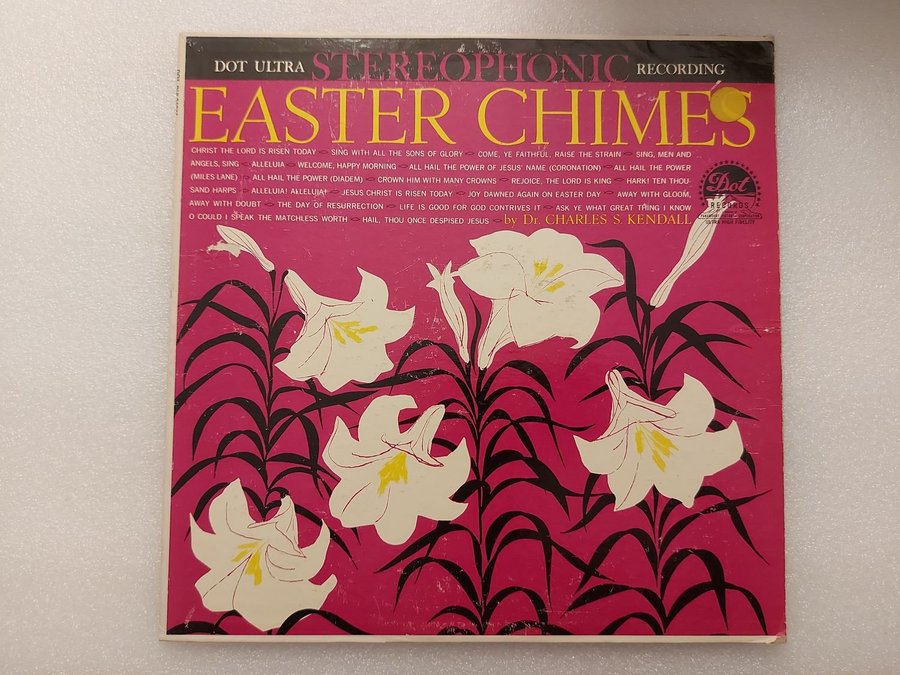 DOT ULTRA STEREOPHONIC RECORDING
EASTER CHIMES
CHRIST THE LORD IS RISEN TODAY SING WITH ALL THE SONS OF GLORY COME, YE FAITHFUL, RAISE THE STRAIN SING, MEN AND
ANGELS, SING ALLELUIA WELCOME, HAPPY MORNING ALL HAIL THE POWER OF JESUS' NAME (CORONATION) ALL HAIL THE POWER
(MILES LANE) ALL HAIL THE POWER (DIADEM) CROWN HIM WITH MANY CROWNS REJOICE, THE LORD IS KING HARK! TEN THOU,
SAND HARPS ALLELUIA! ALLELUIA! JESUS CHRIST IS RISEN TODAY JOY DAWNED AGAIN ON EASTER DAY AWAY WITH GLOOM,
AWAY WITH DOUBT THE DAY OF RESURRECTION LIFE IS GOOD FOR GOD CONTRIVES IT ASK YE WHAT GREAT THING I KNOW
O COULD I SPEAK THE MATCHLESS WORTH HAIL, THOU ONCE DESPISED JESUS by Dr. CHARLES S. KENDALL
Dot
RECORDS
ULTRA HIGH FIDELITY